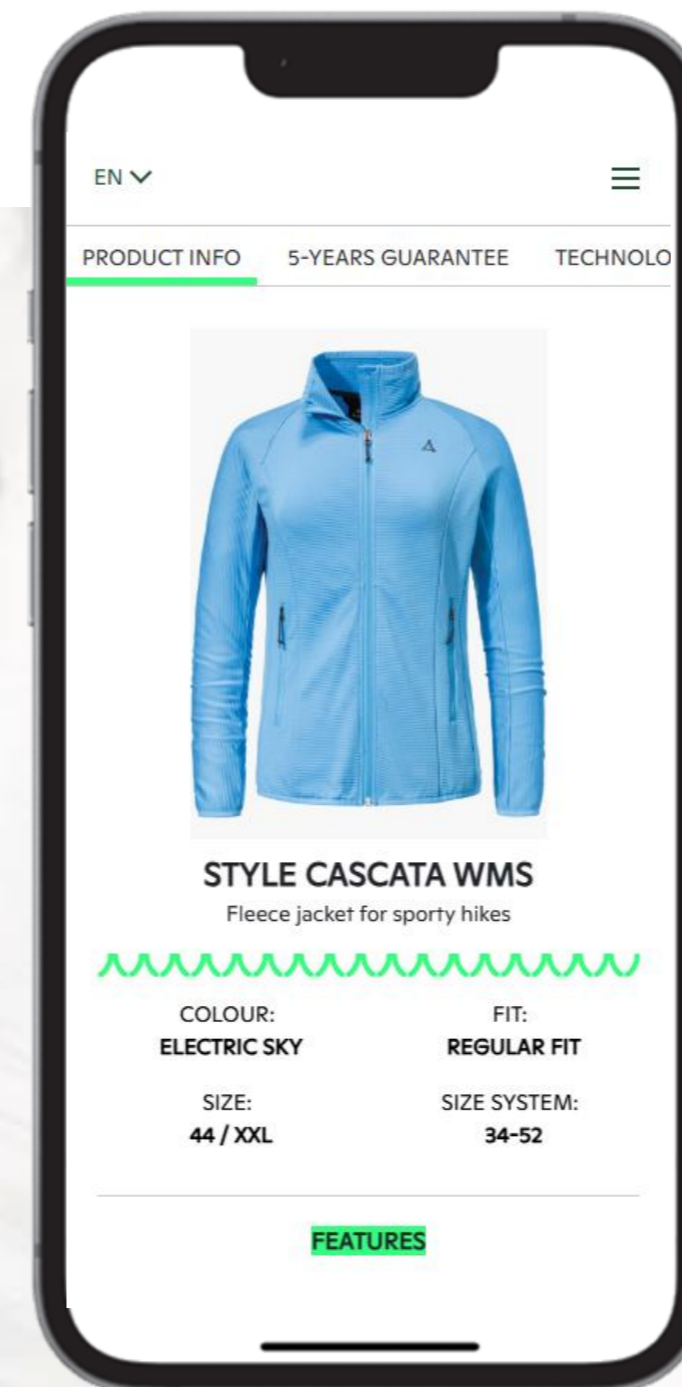 EN
PRODUCT INFO 5-YEARS GUARANTEE TECHNOLO
STYLE CASCATA WMS
Fleece jacket for sporty hikes
COLOUR: FIT:
ELECTRIC SKY REGULAR FIT
SIZE: SIZE SYSTEM:
44 / XXL 34-52
FEATURES